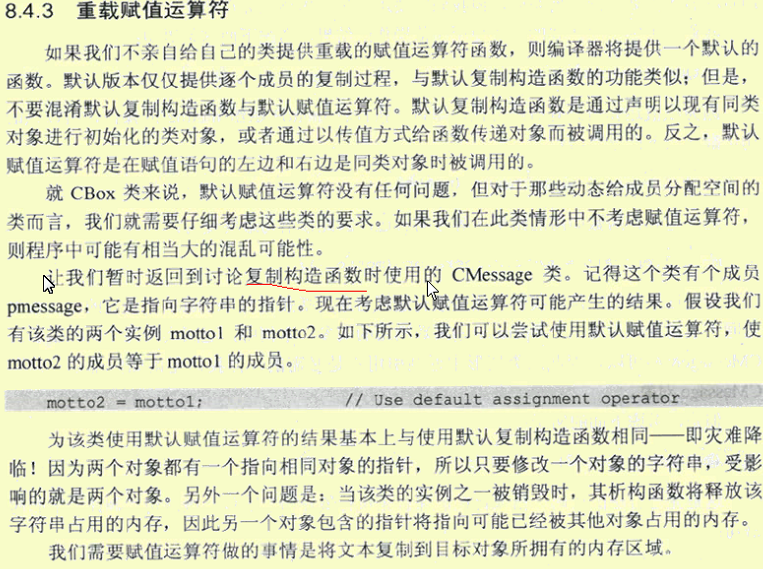 8.4.3 重载赋值运算符
如果我们不亲自给自己的类提供重载的赋值运算符函数，则编译器将提供一个默认的
函数。默认版本仅仅提供逐个成员的复制过程，与默认复制构造函数的功能类似；但是，
不要混淆默认复制构造函数与默认赋值运算符。默认复制构造函数是通过声明以现有同类
对象进行初始化的类对象，或者通过以传值方式给函数传递对象而被调用的。反之，默认
赋值运算符是在赋值语句的左边和右边是同类对象时被调用的。
就 CBox 类来说，默认赋值运算符没有任何问题，但对于那些动态给成员分配空间的
类而言，我们就需要仔细考虑这些类的要求。如果我们在此类情形中不考虑赋值运算符，
则程序中可能有相当大的混乱可能性。
让我们暂时返回到讨论复制构造函数时使用的 CMessage 类。记得这个类有个成员
pmessage，它是指向字符串的指针。现在考虑默认赋值运算符可能产生的结果。假设我们
有该类的两个实例 motto1 和 motto2。如下所示，我们可以尝试使用默认赋值运算符，使
motto2 的成员等于 motto1 的成员。
motto2 = motto1; // Use default assignment operator
为该类使用默认赋值运算符的结果基本上与使用默认复制构造函数相同——即灾难降
临！因为两个对象都有一个指向相同对象的指针，所以只要修改一个对象的字符串，受影
响的就是两个对象。另外一个问题是：当该类的实例之一被销毁时，其析构函数将释放该
字符串占用的内存，因此另一个对象包含的指针将指向可能已经被其他对象占用的内存。
我们需要赋值运算符做的事情是将文本复制到目标对象所拥有的内存区域。